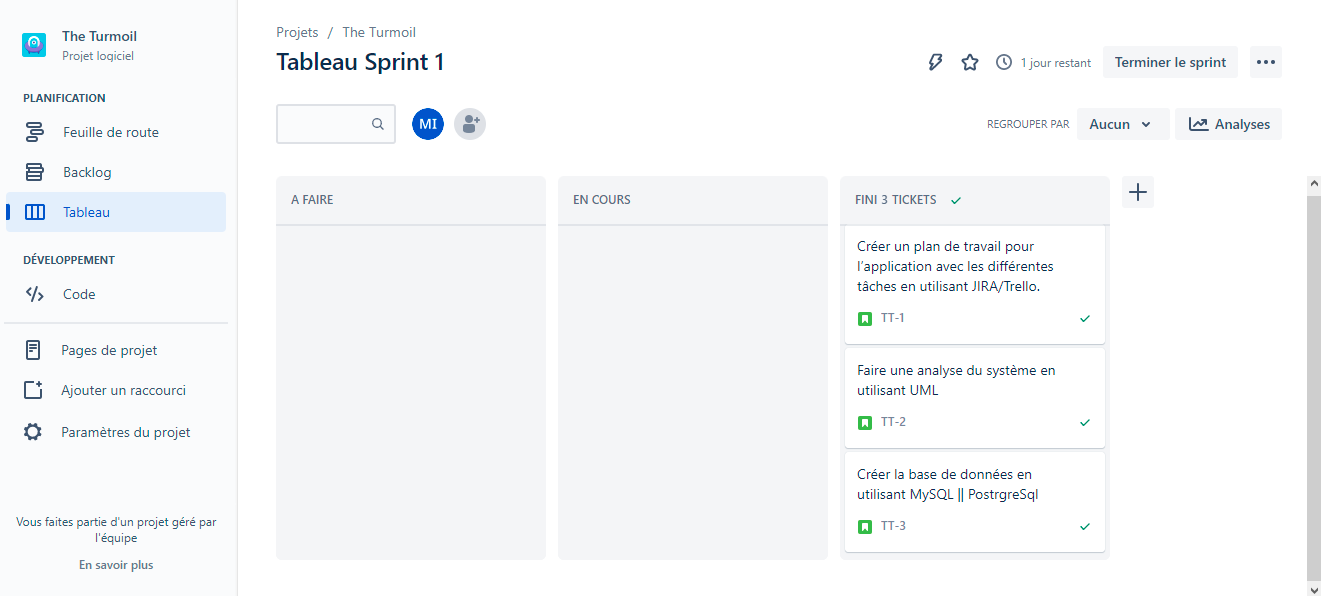 The Turmoil
Projet logiciel
PLANIFICATION
Feuille de route
Backlog
Tableau
DÉVELOPPEMENT
Code
Pages de projet
Ajouter un raccourci
Paramètres du projet
Vous faites partie d'un projet géré par
l'équipe
En savoir plus
Projets / The Turmoil
Tableau Sprint 1
1 jour restant
Terminer le sprint
MI
REGROUPER PAR
Aucun
Analyses
A FAIRE
EN COURS
FINI 3 TICKETS
Créer un plan de travail pour
l’application avec les différentes
tâches en utilisant JIRA/Trello.
TT-1
Faire une analyse du système en
utilisant UML
TT-2
Créer la base de données en
utilisant MySQL || PostrgreSql
TT-3